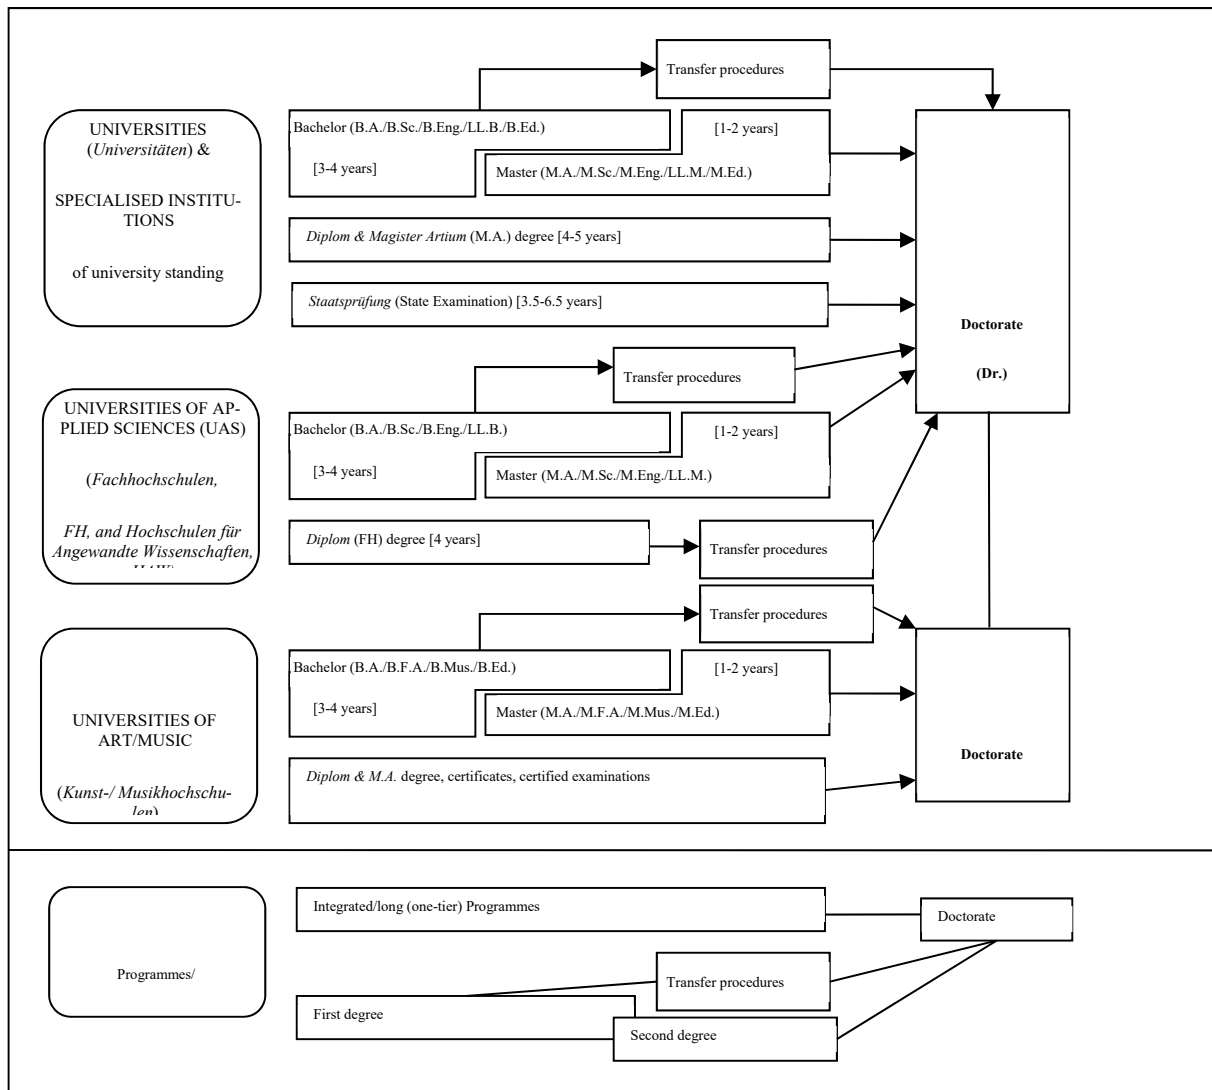 Transfer procedures
UNIVERSITIES
(Universitäten) &
SPECIALISED INSTITU-
TIONS
of university standing
Bachelor (B.A./B.Sc./B.Eng./LL.B./B.Ed.)
[3-4 years]
[1-2 years]
Master (M.A./M.Sc./M.Eng./LL.M./M.Ed.)
Diplom & Magister Artium (M.A.) degree [4-5 years]
Staatsprüfung (State Examination) [3.5-6.5 years]
Doctorate
(Dr.)
Transfer procedures
UNIVERSITIES OF AP-
PLIED SCIENCES (UAS)
(Fachhochschulen,
FH, and Hochschulen für
Angewandte Wissenschaften,
HAW)
Bachelor (B.A./B.Sc./B.Eng./LL.B.)
[3-4 years]
[1-2 years]
Master (M.A./M.Sc./M.Eng./LL.M.)
Diplom (FH) degree [4 years]
Transfer procedures
Transfer procedures
UNIVERSITIES OF
ART/MUSIC
(Kunst-/ Musikhochschu-
len)
Bachelor (B.A./B.F.A./B.Mus./B.Ed.)
[3-4 years]
[1-2 years]
Master (M.A./M.F.A./M.Mus./M.Ed.)
Diplom & M.A. degree, certificates, certified examinations
Doctorate
Programmes/
Integrated/long (one-tier) Programmes
Doctorate
Transfer procedures
First degree
Second degree